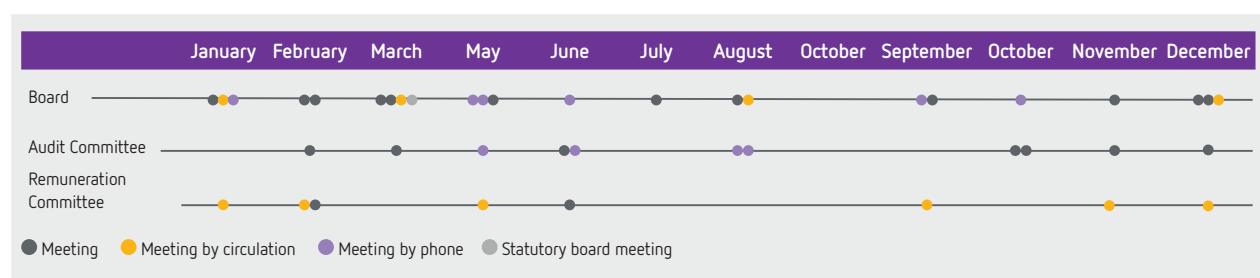 January February March May June July August October September October November December
Board
Audit Committee
Remuneration
Committee
Meeting Meeting by circulation Meeting by phone Statutory board meeting